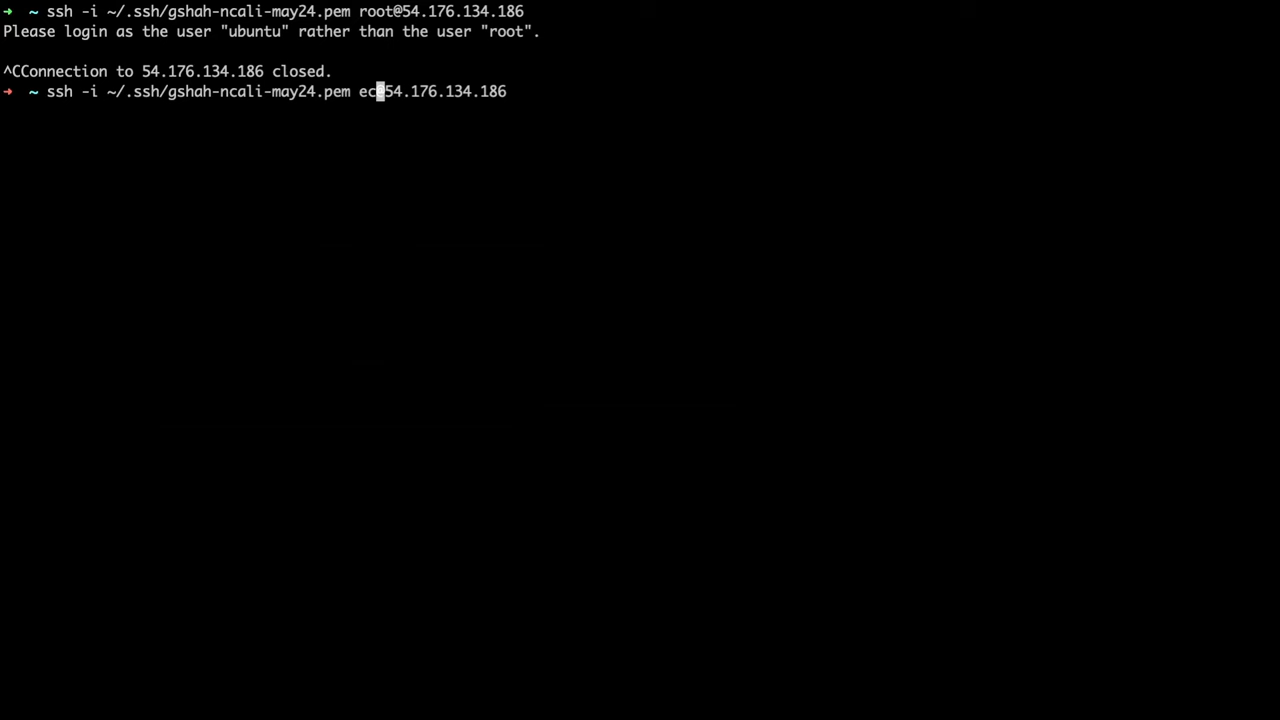 ➜  ~ ssh -i ~/.ssh/gshah-ncali-may24.pem root@54.176.134.186
Please login as the user "ubuntu" rather than the user "root".
^CConnection to 54.176.134.186 closed.
➜  ~ ssh -i ~/.ssh/gshah-ncali-may24.pem ec@54.176.134.186